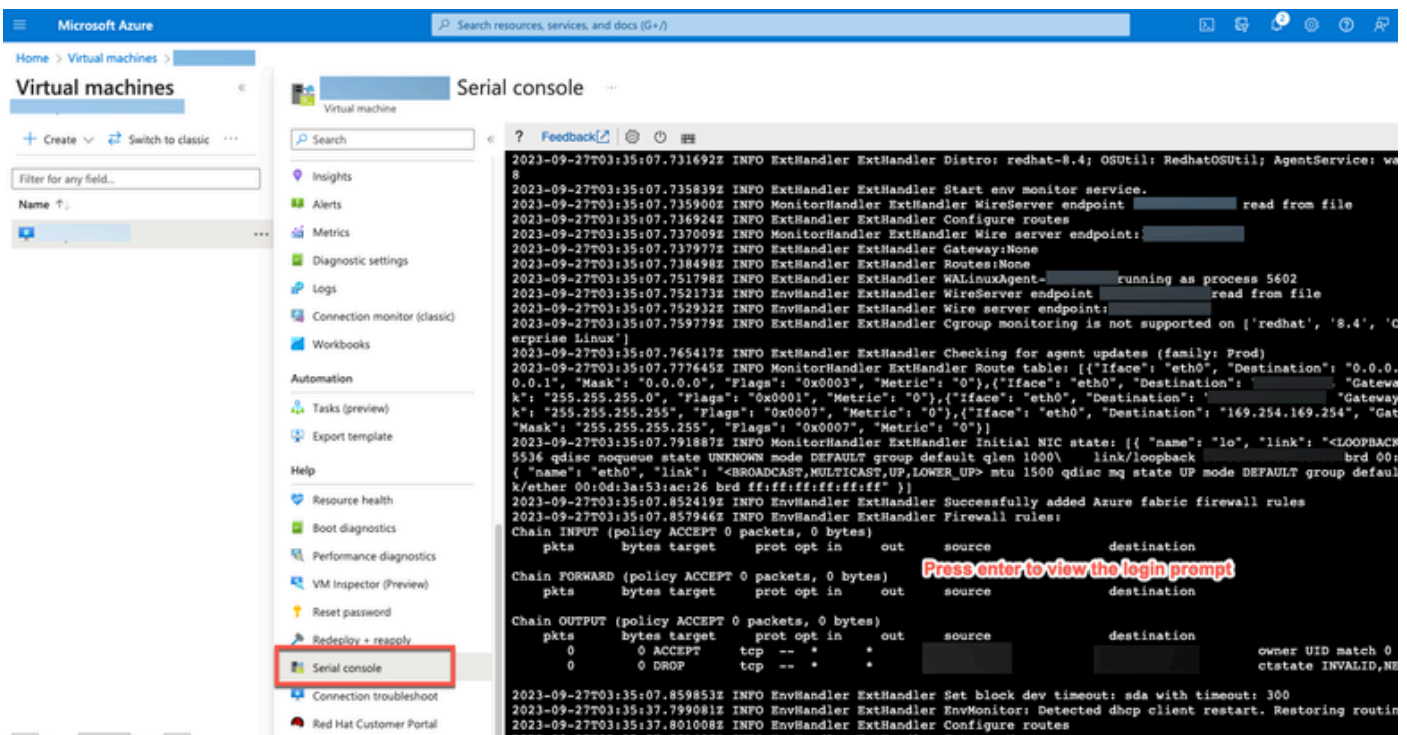 Microsoft Azure
Search resources, services, and docs (G+/)
2
Home > Virtual machines >
Virtual machines
Serial console
Virtual machine
+ Create
Switch to classic
Search
? Feedback
Filter for any field...
Name ↑↓
Insights
Alerts
Metrics
Diagnostic settings
Logs
Connection monitor (classic)
Workbooks
Automation
Tasks (preview)
Export template
Help
Resource health
Boot diagnostics
Performance diagnostics
VM Inspector (Preview)
Reset password
Redeploy + reapply
Serial console
Connection troubleshoot
Red Hat Customer Portal
2023-09-27T03:35:07.731692Z INFO ExtHandler ExtHandler Distro: redhat-8.4; OSUtil: RedhatOSUtil; AgentService: wa
8
2023-09-27T03:35:07.735839Z INFO ExtHandler ExtHandler Start env monitor service.
2023-09-27T03:35:07.735900Z INFO MonitorHandler ExtHandler WireServer endpoint read from file
2023-09-27T03:35:07.736924Z INFO ExtHandler ExtHandler Configure routes
2023-09-27T03:35:07.737009Z INFO MonitorHandler ExtHandler Wire server endpoint:
2023-09-27T03:35:07.737977Z INFO ExtHandler ExtHandler Gateway:None
2023-09-27T03:35:07.738498Z INFO ExtHandler ExtHandler Routes:None
2023-09-27T03:35:07.751798Z INFO ExtHandler ExtHandler WALinuxAgent- running as process 5602
2023-09-27T03:35:07.752173Z INFO EnvHandler ExtHandler WireServer endpoint read from file
2023-09-27T03:35:07.752932Z INFO EnvHandler ExtHandler Wire server endpoint:
2023-09-27T03:35:07.759779Z INFO ExtHandler ExtHandler Cgroup monitoring is not supported on ['redhat', '8.4', 'O
erprise Linux']
2023-09-27T03:35:07.765417Z INFO ExtHandler ExtHandler Checking for agent updates (family: Prod)
2023-09-27T03:35:07.777645Z INFO MonitorHandler ExtHandler Route table: [{"Iface": "eth0", "Destination": "0.0.0.
0.0.1", "Mask": "0.0.0.0", "Flags": "0x0003", "Metric": "0"},{"Iface": "eth0", "Destination": " "Gatewa
k": "255.255.255.0", "Flags": "0x0001", "Metric": "0"},{"Iface": "eth0", "Destination": " "Gateway
k": "255.255.255.255", "Flags": "0x0007", "Metric": "0"},{"Iface": "eth0", "Destination": "169.254.169.254", "Gat
"Mask": "255.255.255.255", "Flags": "0x0007", "Metric": "0"}]
2023-09-27T03:35:07.791887Z INFO MonitorHandler ExtHandler Initial NIC state: [{ "name": "lo", "link": "<LOOPBACK
5536 qdisc noqueue state UNKNOWN mode DEFAULT group default qlen 1000\ link/loopback brd 00:
{ "name": "eth0", "link": "<BROADCAST,MULTICAST,UP,LOWER_UP> mtu 1500 qdisc mq state UP mode DEFAULT group defaul
k/ether 00:0d:3a:53:ac:26 brd ff:ff:ff:ff:ff:ff" }]
2023-09-27T03:35:07.852419Z INFO EnvHandler ExtHandler Successfully added Azure fabric firewall rules
2023-09-27T03:35:07.857946Z INFO EnvHandler ExtHandler Firewall rules:
Chain INPUT (policy ACCEPT 0 packets, 0 bytes)
pkts bytes target prot opt in out source destination
Press enter to view the login prompt
Chain FORWARD (policy ACCEPT 0 packets, 0 bytes)
pkts bytes target prot opt in out source destination
Chain OUTPUT (policy ACCEPT 0 packets, 0 bytes)
pkts bytes target prot opt in out source destination
0 0 ACCEPT tcp -- * * owner UID match 0
0 0 DROP tcp -- * * ctstate INVALID,NE
2023-09-27T03:35:07.859853Z INFO EnvHandler ExtHandler Set block dev timeout: sda with timeout: 300
2023-09-27T03:35:37.799081Z INFO EnvHandler ExtHandler EnvMonitor: Detected dhcp client restart. Restoring routin
2023-09-27T03:35:37.801008Z INFO EnvHandler ExtHandler Configure routes